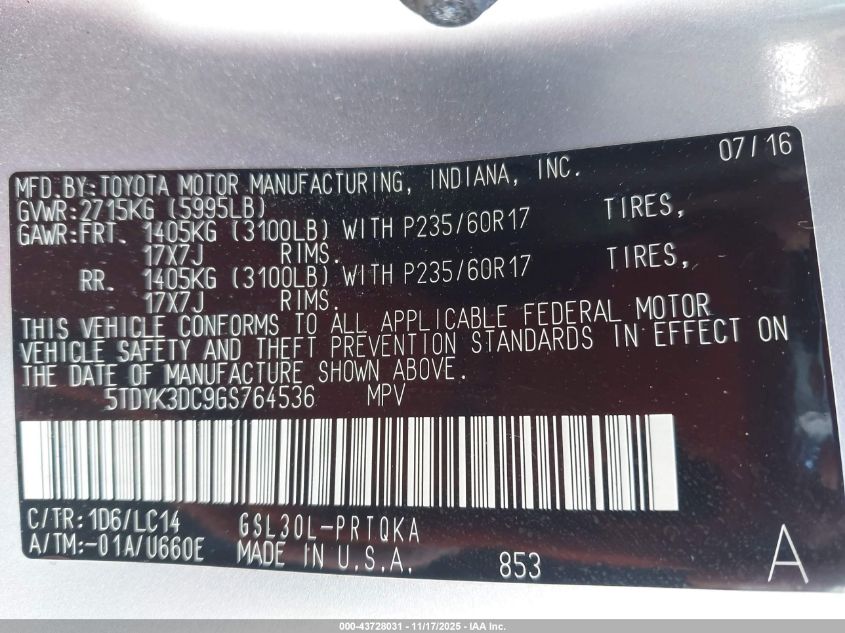 07/16
MFD.BY:TOYOTA MOTOR MANUFACTURING, INDIANA, INC.
GVWR:2715KG (5995LB)
GAWR:FRT. 1405KG (3100LB) WITH P235/60R17 TIRES,
17X7J RIMS.
RR. 1405KG (3100LB) WITH P235/60R17 TIRES,
17X7J RIMS.
THIS VEHICLE CONFORMS TO ALL APPLICABLE FEDERAL MOTOR
VEHICLE SAFETY AND THEFT PREVENTION STANDARDS IN EFFECT ON
THE DATE OF MANUFACTURE SHOWN ABOVE.
5TDYK3DC9GS764536 MPV
C/TR:1D6/LC14 GSL30L-PRTQKA
A/TM:-01A/U660E MADE IN U.S.A. 853 A
000-43728031 - 11/17/2025 - IAA Inc.